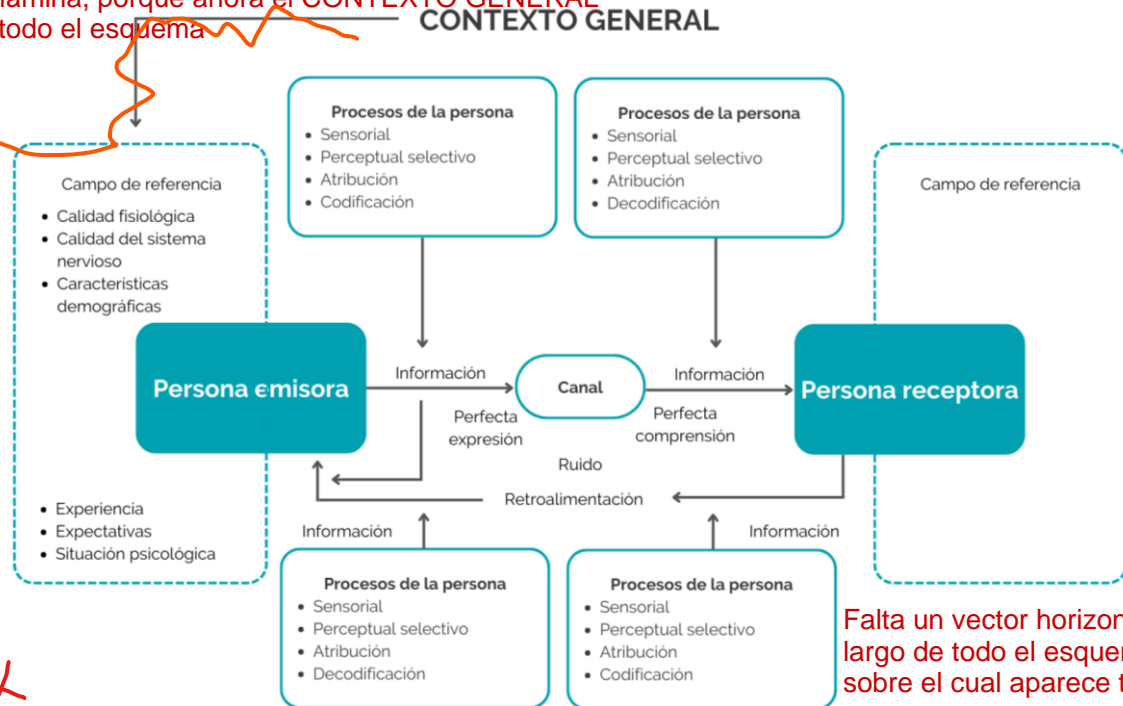 lámina, porque ahora el CONTEXTO GENERAL
todo el esquema
CONTEXTO GENERAL
Procesos de la persona
• Sensorial
• Perceptual selectivo
• Atribución
• Codificación
Procesos de la persona
• Sensorial
• Perceptual selectivo
• Atribución
• Decodificación
Campo de referencia
• Calidad fisiológica
• Calidad del sistema
nervioso
• Características
demográficas
Campo de referencia
Persona emisora
Información
Perfecta
expresión
Canal
Información
Perfecta
comprensión
Persona receptora
Ruido
Retroalimentación
• Experiencia
• Expectativas
• Situación psicológica
Información
Información
Procesos de la persona
• Sensorial
• Perceptual selectivo
• Atribución
• Decodificación
Procesos de la persona
• Sensorial
• Perceptual selectivo
• Atribución
• Codificación
Falta un vector
largo de todo el
sobre el cual aparece